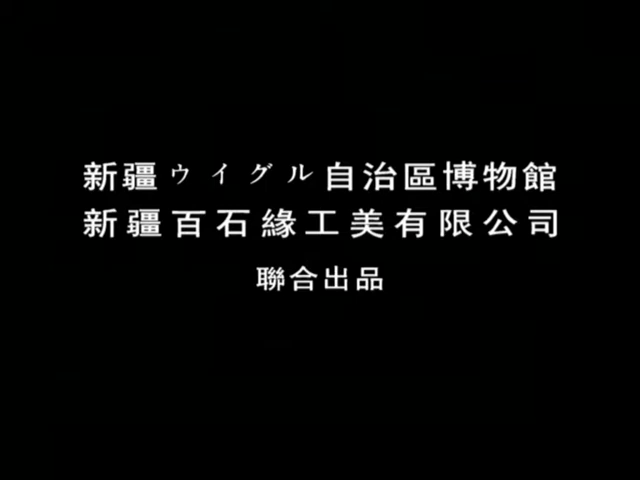 新疆ウイグル自治區博物館
新疆百石緣工美有限公司
聯合出品